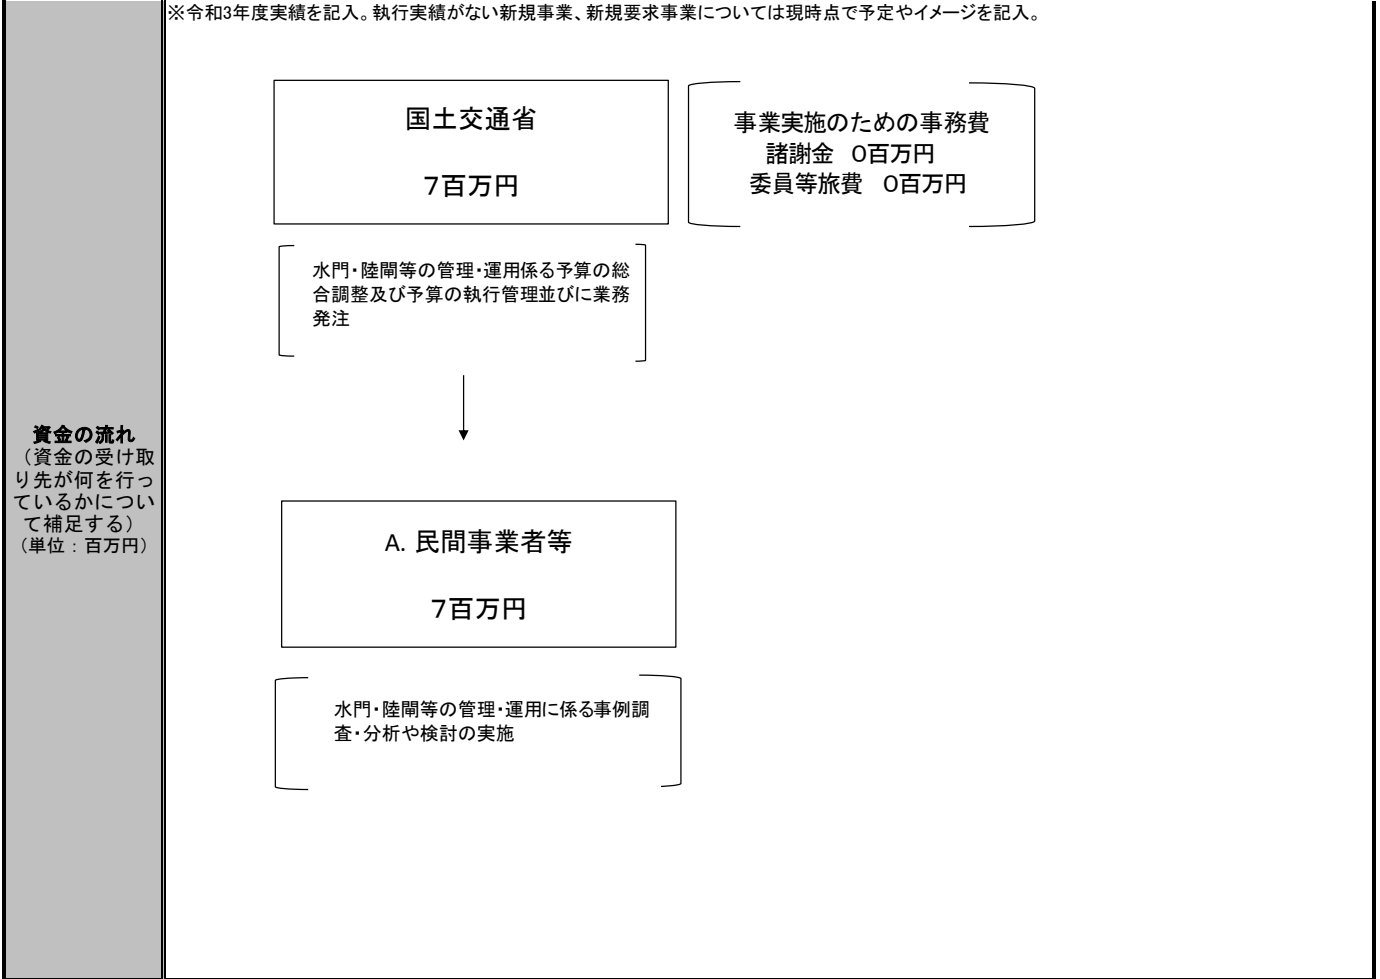 ※令和3年度実績を記入。執行実績がない新規事業、新規要求事業については現時点で予定やイメージを記入。
国土交通省
7百万円
事業実施のための事務費
諸謝金 0百万円
委員等旅費 0百万円
水門・陸閘等の管理・運用係る予算の総
合調整及び予算の執行管理並びに業務
発注
資金の流れ
（資金の受け取
り先が何を行っ
ているかについ
て補足する）
（単位：百万円）
A. 民間事業者等
7百万円
水門・陸閘等の管理・運用に係る事例調
査・分析や検討の実施